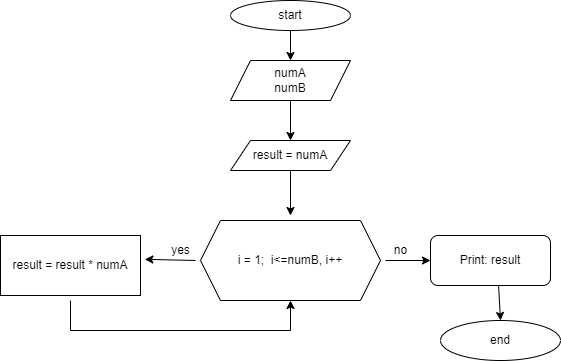 start
numA
numB
result = numA
i = 1;  i<=numB, i++
yes
no
result = result * numA
Print: result
end